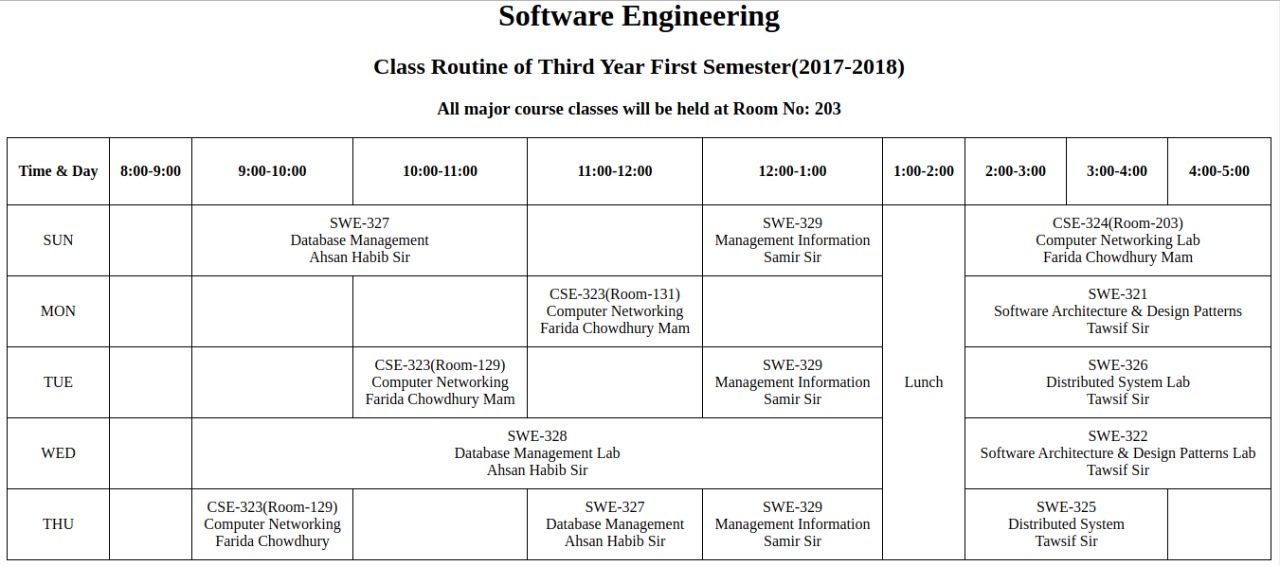 Software Engineering
Class Routine of Third Year First Semester(2017-2018)
All major course classes will be held at Room No: 203
Time & Day 8:00-9:00 9:00-10:00 10:00-11:00 11:00-12:00 12:00-1:00 1:00-2:00 2:00-3:00 3:00-4:00 4:00-5:00
SUN
SWE-327
Database Management
Ahsan Habib Sir
SWE-329
Management Information
Samir Sir
Lunch
CSE-324(Room-203)
Computer Networking Lab
Farida Chowdhury Mam
MON
CSE-323(Room-131)
Computer Networking
Farida Chowdhury Mam
SWE-321
Software Architecture & Design Patterns
Tawsif Sir
TUE
CSE-323(Room-129)
Computer Networking
Farida Chowdhury Mam
SWE-329
Management Information
Samir Sir
SWE-326
Distributed System Lab
Tawsif Sir
WED
SWE-328
Database Management Lab
Ahsan Habib Sir
SWE-322
Software Architecture & Design Patterns Lab
Tawsif Sir
THU
CSE-323(Room-129)
Computer Networking
Farida Chowdhury
SWE-327
Database Management
Ahsan Habib Sir
SWE-329
Management Information
Samir Sir
SWE-325
Distributed System
Tawsif Sir